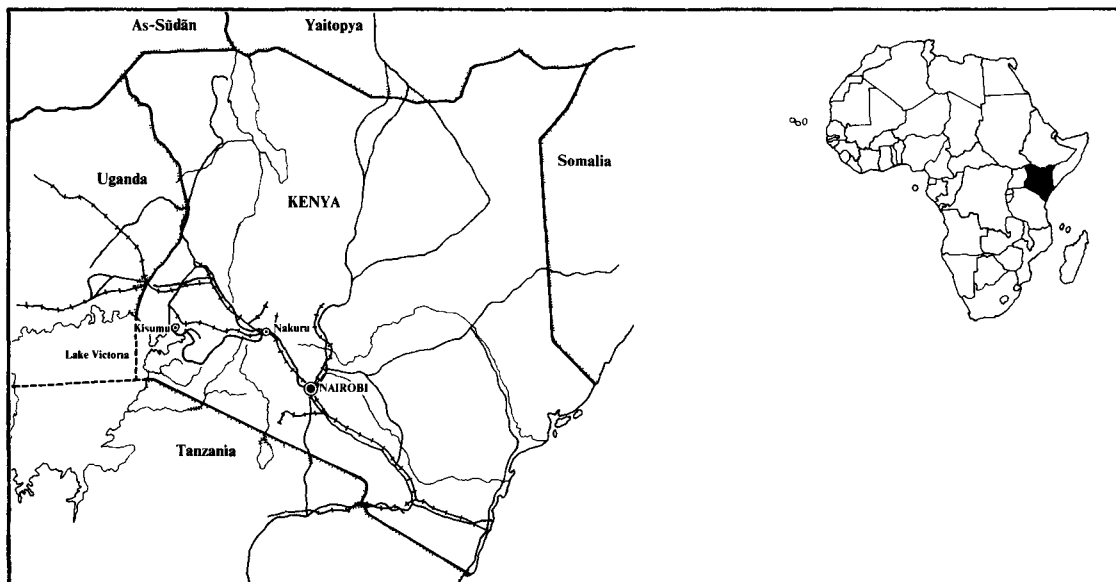 As-Sūdān
Yaitopya
Somalia
Uganda
KENYA
Kisumu
Nakuru
Lake Victoria
NAIROBI
Tanzania